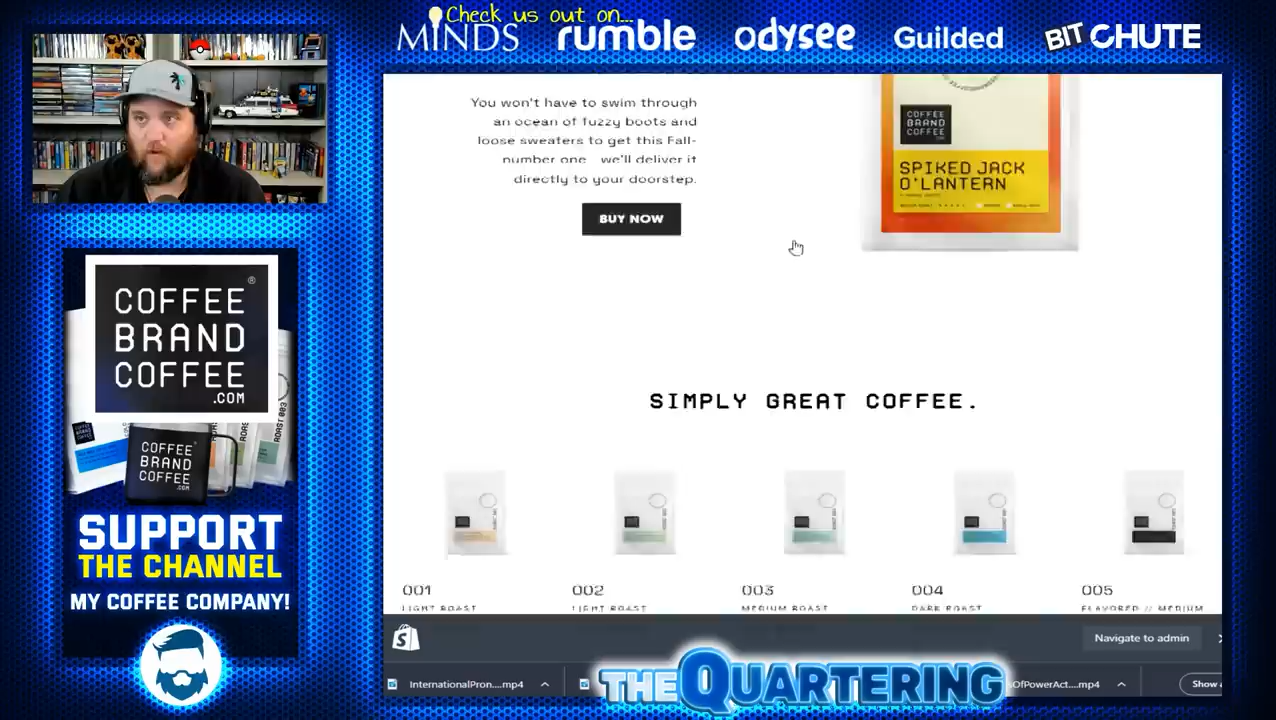 Check us out on...
MINDS
rumble
odysee
Guilded
BIT CHUTE
COFFEE
BRAND
COFFEE
.COM
COFFEE
BRAND
COFFEE
.COM
ROAST 003
SUPPORT
THE CHANNEL
MY COFFEE COMPANY!
You won't have to swim through
an ocean of fuzzy boots and
loose sweaters to get this Fall-
number one we'll deliver it
directly to your doorstep.
BUY NOW
COFFEE
BRAND
COFFEE
SPIKED JACK
O'LANTERN
SIMPLY GREAT COFFEE.
001
LIGHT ROAST
002
LIGHT ROAST
003
MEDIUM ROAST
004
DARK ROAST
005
FLAVORED // MEDIUM
Navigate to admin
InternationalPron....mp4
OfPowerAct....mp4
Show
THE QUARTERING